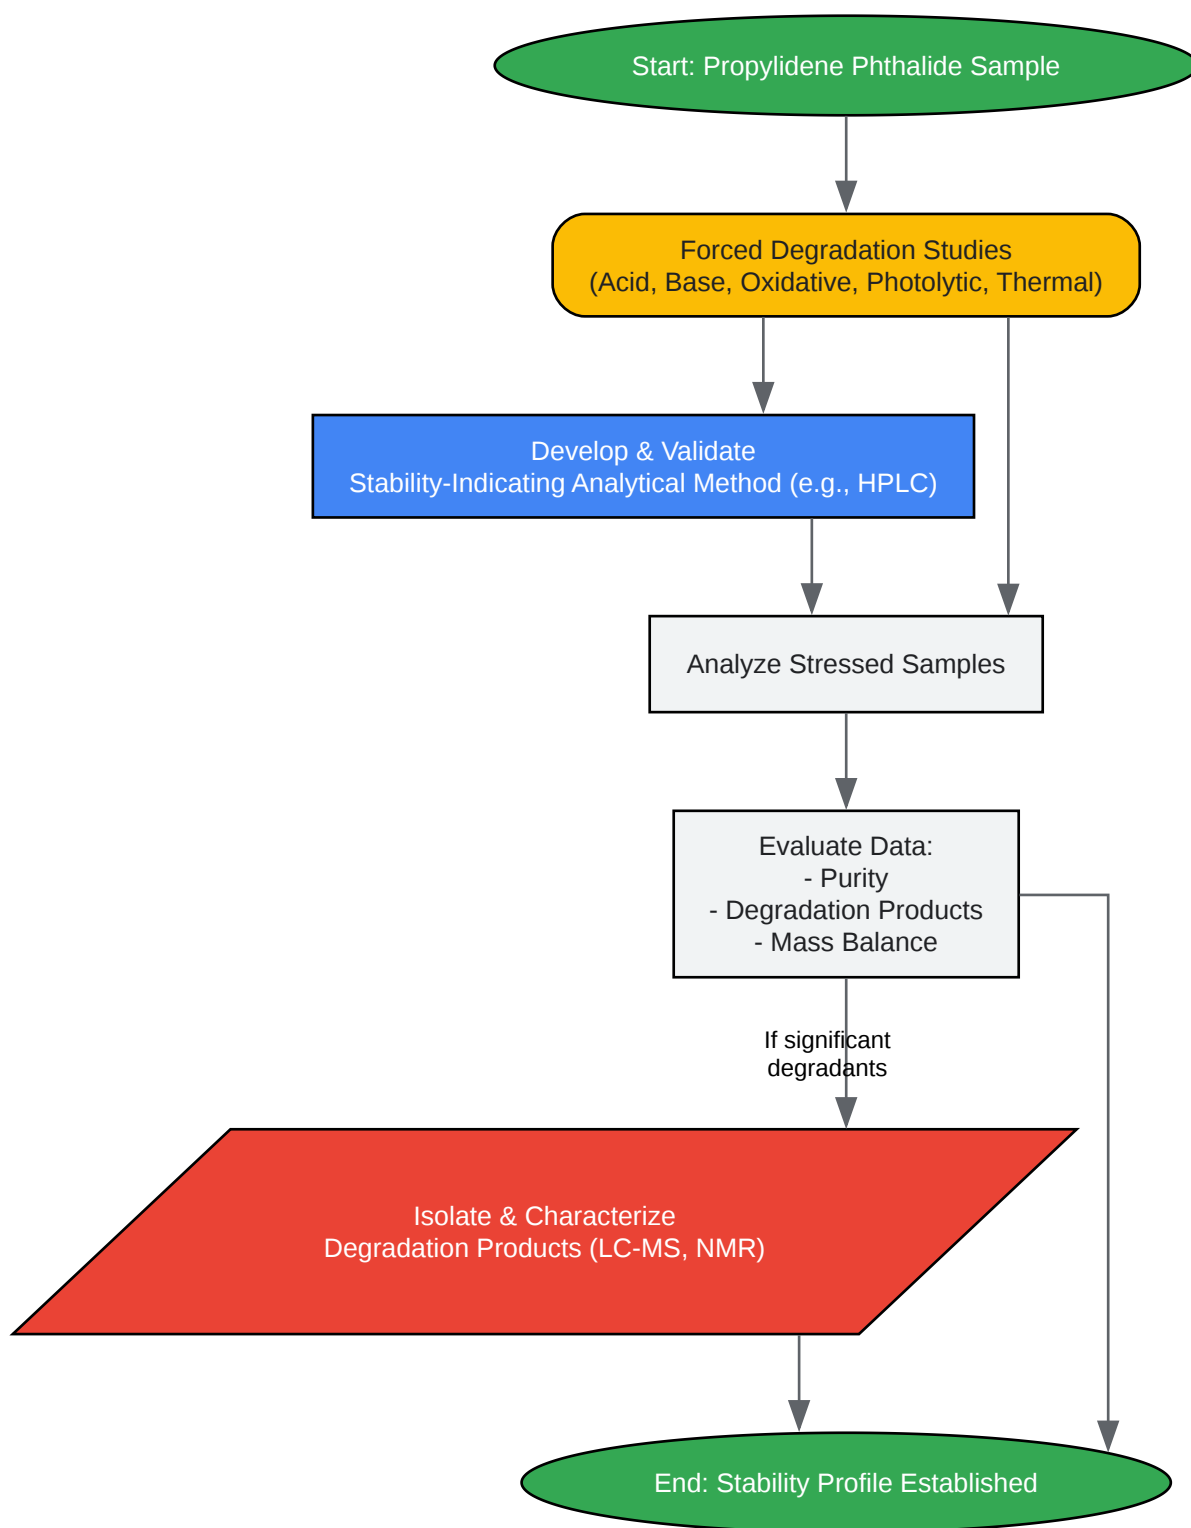 Start: Propylidene Phthalide Sample
Forced Degradation Studies
(Acid, Base, Oxidative, Photolytic, Thermal)
Develop & Validate
Stability-Indicating Analytical Method (e.g., HPLC)
Analyze Stressed Samples
Evaluate Data:
- Purity
- Degradation Products
- Mass Balance
If significant
degradants
Isolate & Characterize
Degradation Products (LC-MS, NMR)
End: Stability Profile Established